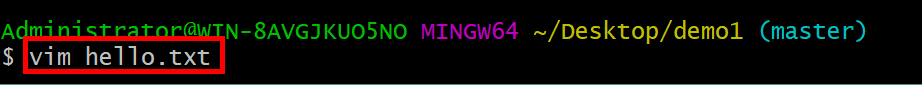 Administrator@WIN-8AVGJKUO5NO MINGW64 ~/Desktop/demo1 (master)
$ vim hello.txt